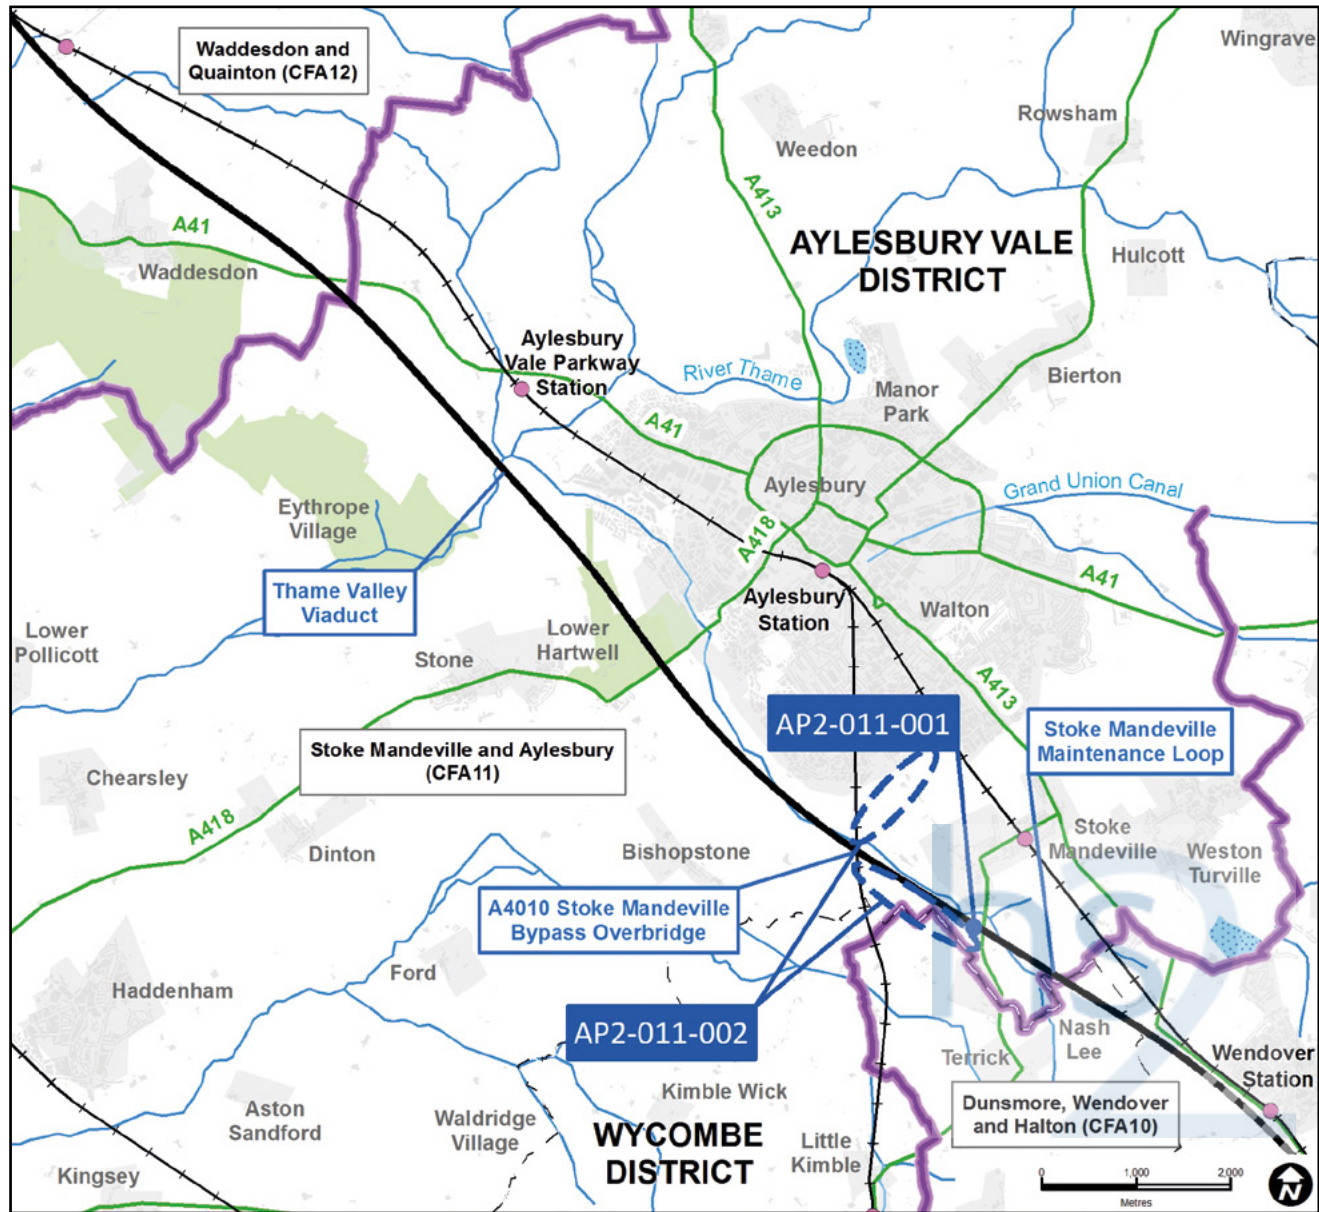 Waddesdon and
Quainton (CFA12)
Wingrave
Rowsham
Weedon
A413
A41
Waddesdon
AYLESBURY VALE
DISTRICT
Hulcott
Aylesbury
Vale Parkway
Station
River Thame
Manor
Park
Bierton
A41
Aylesbury
Grand Union Canal
Eythrope
Village
A418
A41
Thame Valley
Viaduct
Aylesbury
Station
Walton
Lower
Pollicott
Stone
Lower
Hartwell
A413
AP2-011-001
Stoke Mandeville
Maintenance Loop
Stoke Mandeville and Aylesbury
(CFA11)
Chearsley
A418
Dinton
Bishopstone
Stoke
Mandeville
Weston
Turville
A4010 Stoke Mandeville
Bypass Overbridge
hs2
Ford
Haddenham
AP2-011-002
Nash
Lee
Terrick
Wendover
Station
Kimble Wick
Dunsmore, Wendover
and Halton (CFA10)
Aston
Sandford
Waldridge
Village
WYCOMBE
DISTRICT
Little
Kimble
Kingsey
0 1,000 2,000
Metres
N